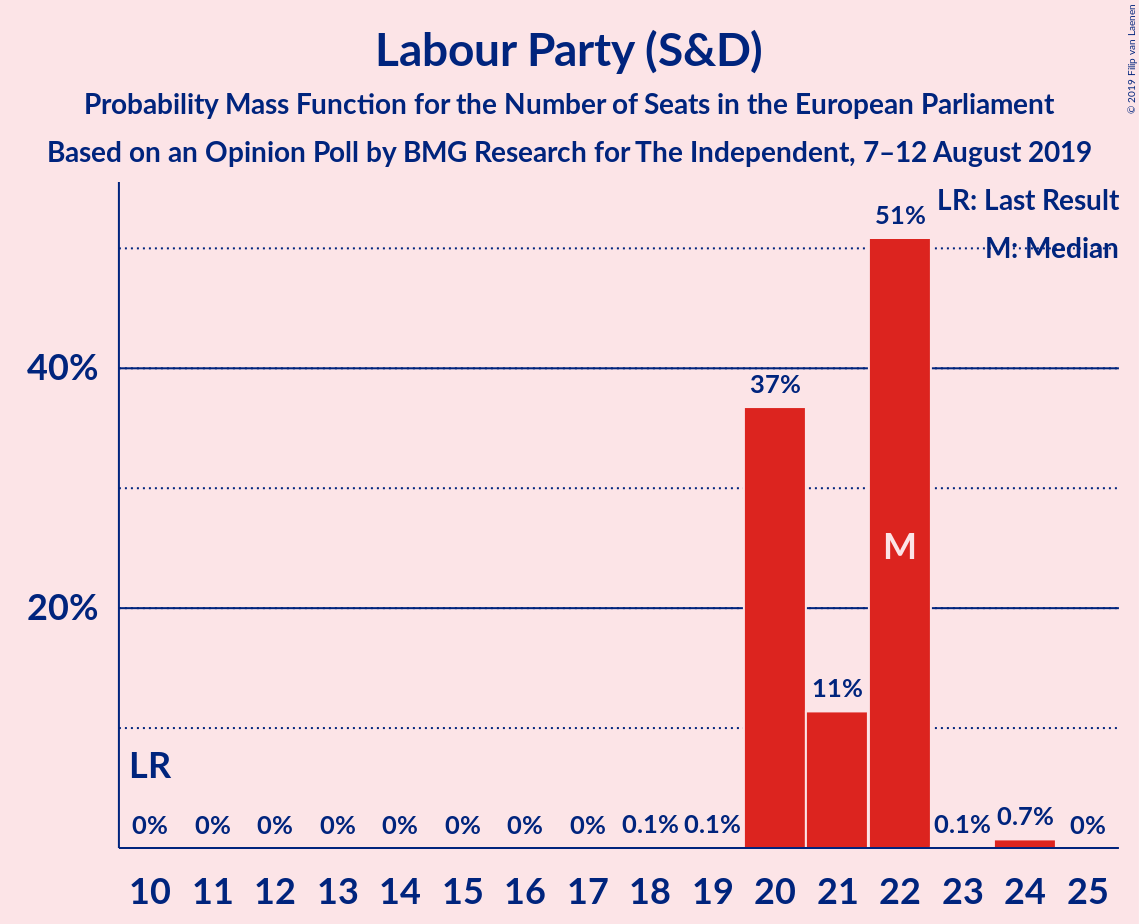 Labour Party (S&D)
Probability Mass Function for the Number of Seats in the European Parliament
Based on an Opinion Poll by BMG Research for The Independent, 7–12 August 2019
© 2019 Filip van Laenen
LR: Last Result
M: Median
51%
40%
37%
M
20%
11%
LR
0% 0% 0% 0% 0% 0% 0% 0% 0.1% 0.1% 0.1% 0.7% 0%
10 11 12 13 14 15 16 17 18 19 20 21 22 23 24 25